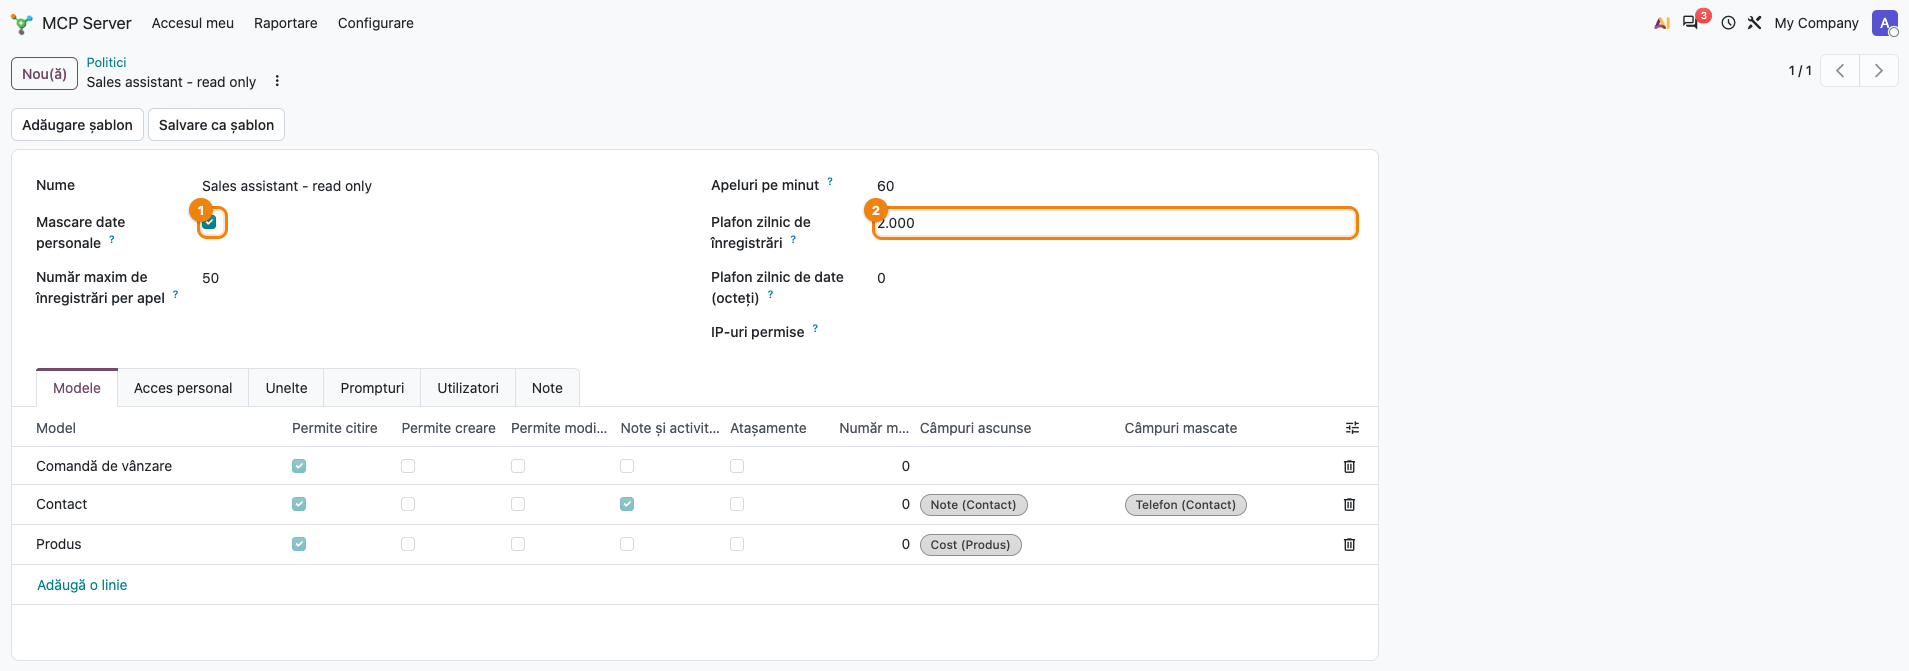 MCP Server Accesul meu Raportare Configurare 3 My Company A
Nou(ă) Politici
Sales assistant - read only
1 / 1
Adăugare șablon Salvare ca șablon
Nume Sales assistant - read only Apeluri pe minut ? 60
1 2
Mascare date personale ? Plafon zilnic de înregistrări ? 2.000
Număr maxim de înregistrări per apel ? 50 Plafon zilnic de date (octeți) ? 0
IP-uri permise ?
Modele Acces personal Unelte Prompturi Utilizatori Note
Model Permite citire Permite creare Permite modi... Note și activit... Atașamente Număr m... Câmpuri ascunse Câmpuri mascate
Comandă de vânzare 0
Contact 0 Note (Contact) Telefon (Contact)
Produs 0 Cost (Produs)
Adăugă o linie